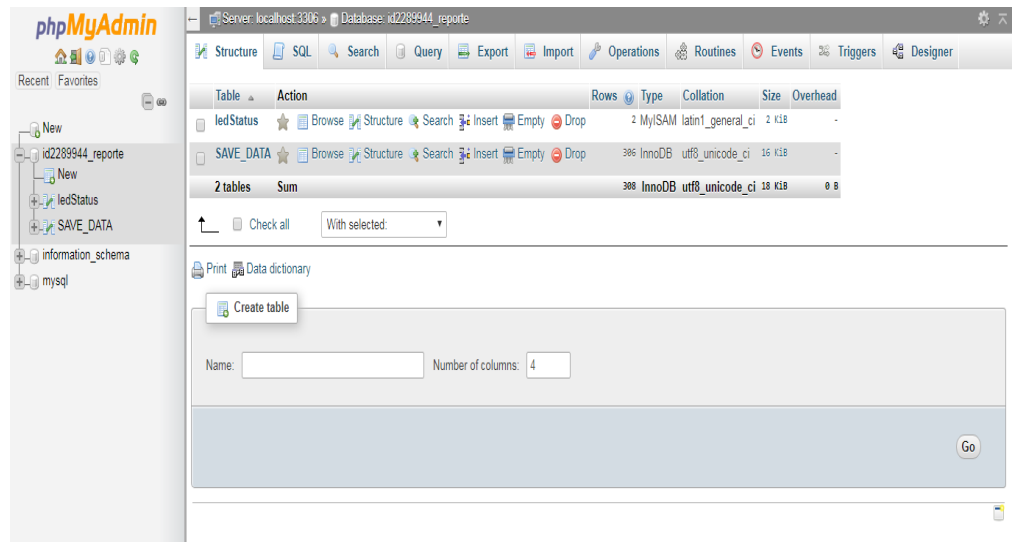 phpMyAdmin
Recent Favorites
New
id2289944_reporte
New
ledStatus
SAVE_DATA
information_schema
mysql
Server: localhost:3306 » Database: id2289944_reporte
Structure SQL Search Query Export Import Operations Routines Events Triggers Designer
Table Action Rows Type Collation Size Overhead
ledStatus Browse Structure Search Insert Empty Drop 2 MyISAM latin1_general_ci 2 KiB -
SAVE_DATA Browse Structure Search Insert Empty Drop 306 InnoDB utf8_unicode_ci 16 KiB -
2 tables Sum 308 InnoDB utf8_unicode_ci 18 KiB 0 B
Check all With selected:
Print Data dictionary
Create table
Name: Number of columns: 4
Go